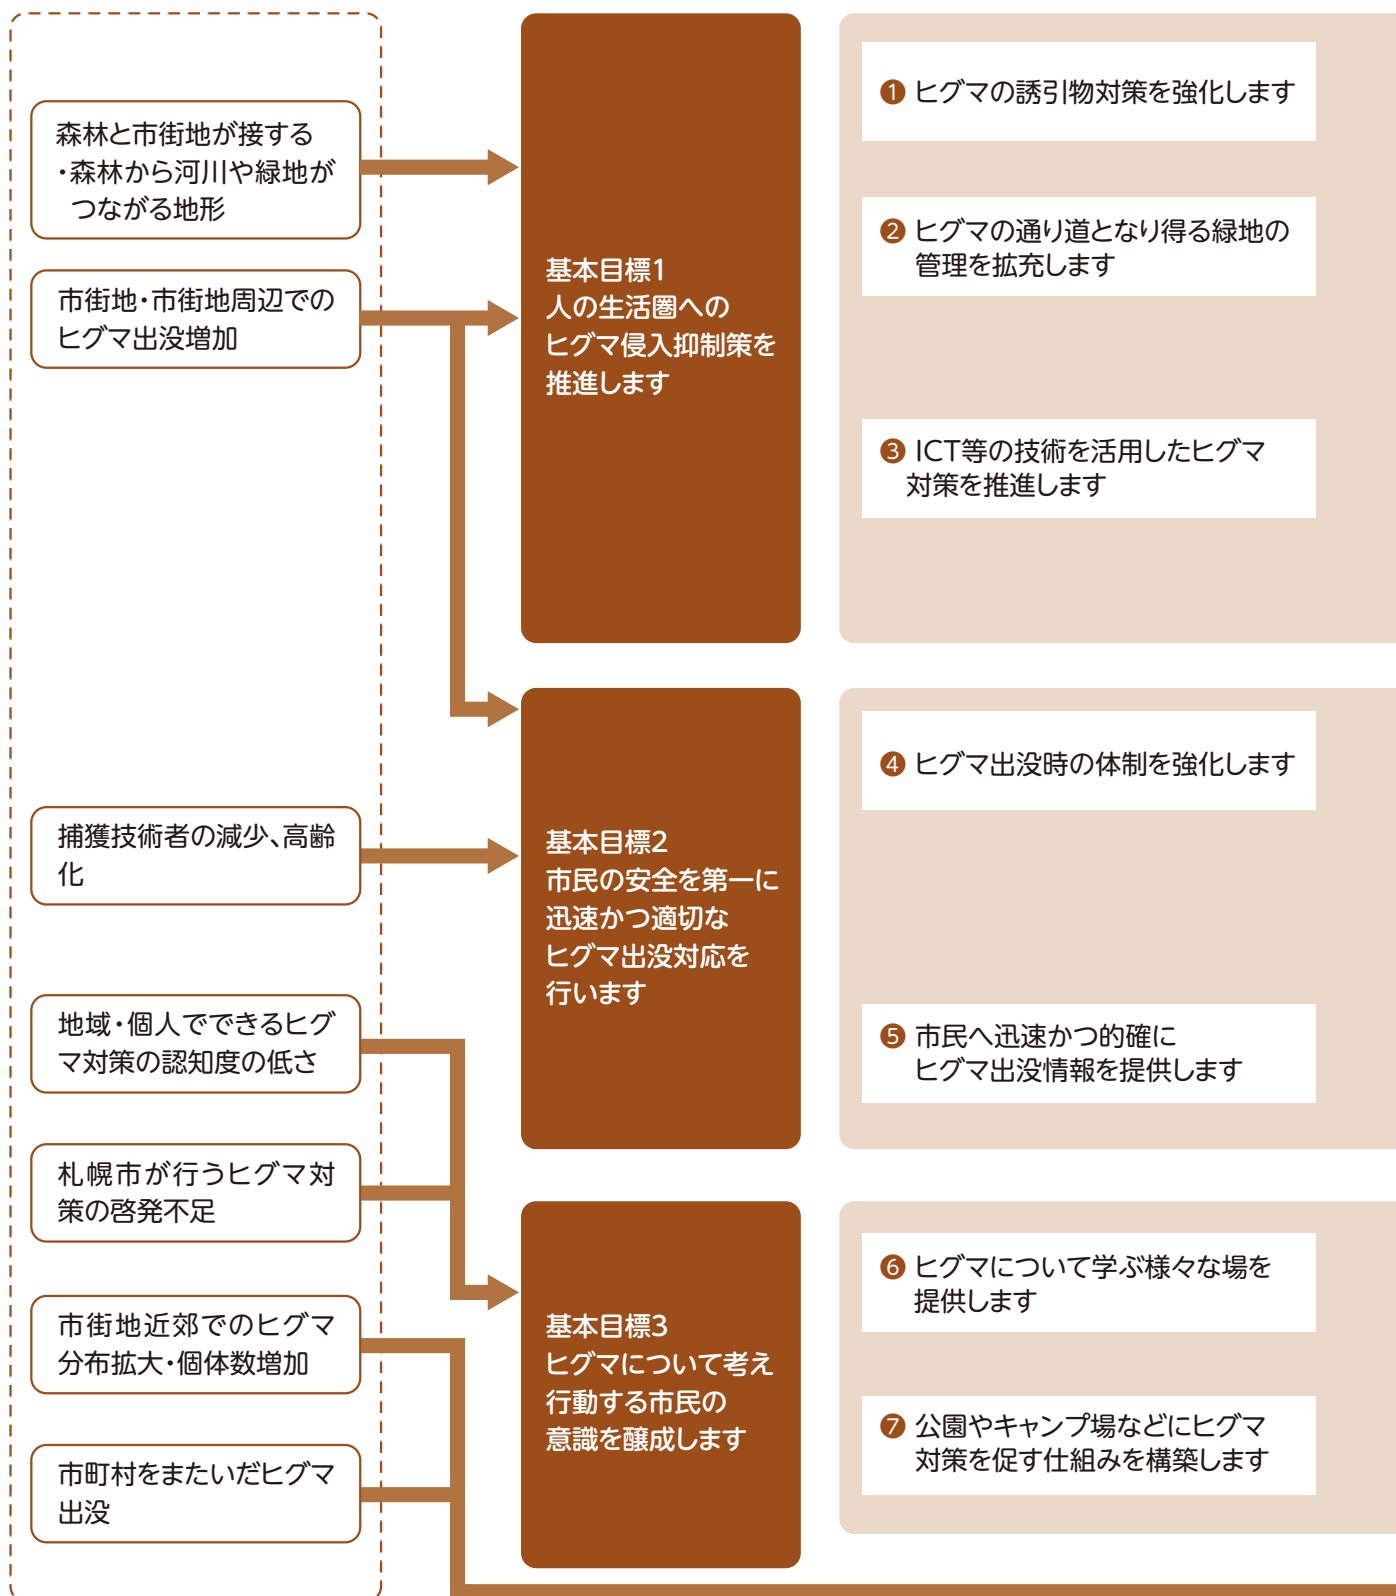 森林と市街地が接する
・森林から河川や緑地が
つながる地形
市街地・市街地周辺での
ヒグマ出没増加
捕獲技術者の減少、高齢
化
地域・個人でできるヒグ
マ対策の認知度の低さ
札幌市が行うヒグマ対
策の啓発不足
市街地近郊でのヒグマ
分布拡大・個体数増加
市町村をまたいだヒグマ
出没
基本目標1
人の生活圏への
ヒグマ侵入抑制策を
推進します
❶ ヒグマの誘引物対策を強化します
❷ ヒグマの通り道となり得る緑地の
管理を拡充します
❸ ICT等の技術を活用したヒグマ
対策を推進します
基本目標2
市民の安全を第一に
迅速かつ適切な
ヒグマ出没対応を
行います
❹ ヒグマ出没時の体制を強化します
❺ 市民へ迅速かつ的確に
ヒグマ出没情報を提供します
基本目標3
ヒグマについて考え
行動する市民の
意識を醸成します
❻ ヒグマについて学ぶ様々な場を
提供します
❼ 公園やキャンプ場などにヒグマ
対策を促す仕組みを構築します